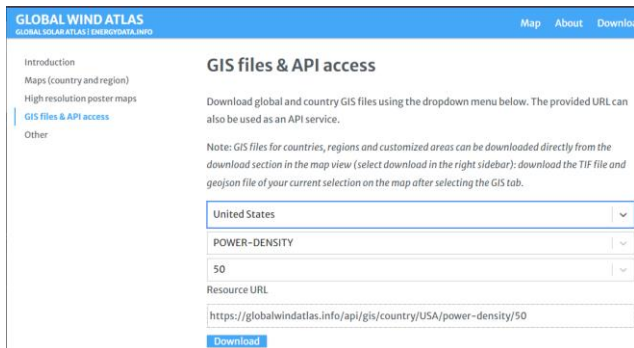 GLOBAL WIND ATLAS
GLOBAL SOLAR ATLAS | ENERGYDATA.INFO
Map About Downloa
Introduction
Maps (country and region)
High resolution poster maps
GIS files & API access
Other
GIS files & API access
Download global and country GIS files using the dropdown menu below. The provided URL can
also be used as an API service.
Note: GIS files for countries, regions and customized areas can be downloaded directly from the
download section in the map view (select download in the right sidebar): download the TIF file and
geojson file of your current selection on the map after selecting the GIS tab.
United States
POWER-DENSITY
50
Resource URL
https://globalwindatlas.info/api/gis/country/USA/power-density/50
Download